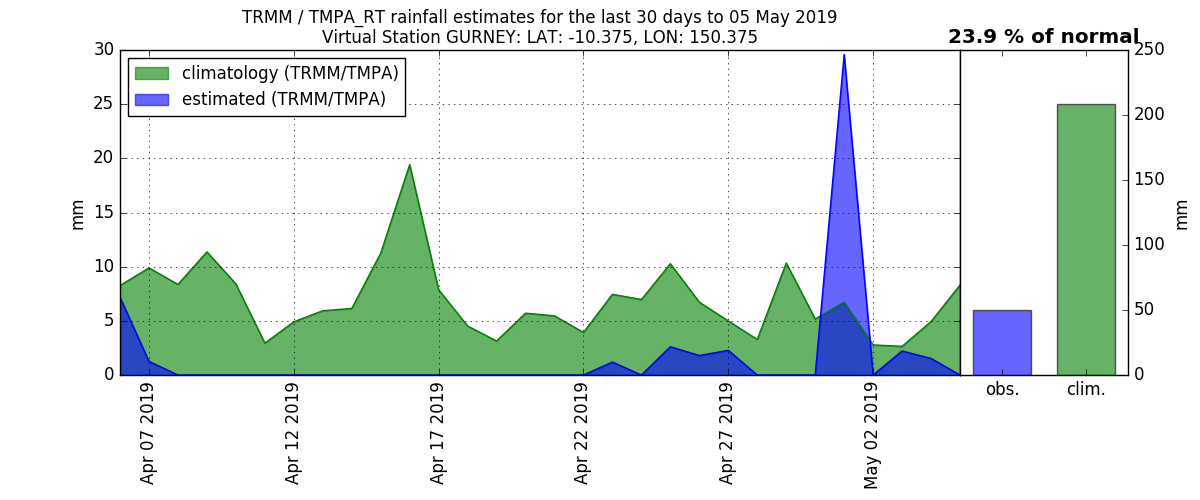 TRMM / TMPA_RT rainfall estimates for the last 30 days to 05 May 2019
Virtual Station GURNEY: LAT: -10.375, LON: 150.375
23.9 % of normal
climatology (TRMM/TMPA)
estimated (TRMM/TMPA)
30
25
20
15
10
5
0
mm
Apr 07 2019
Apr 12 2019
Apr 17 2019
Apr 22 2019
Apr 27 2019
May 02 2019
obs.
clim.
250
200
150
100
50
0
mm